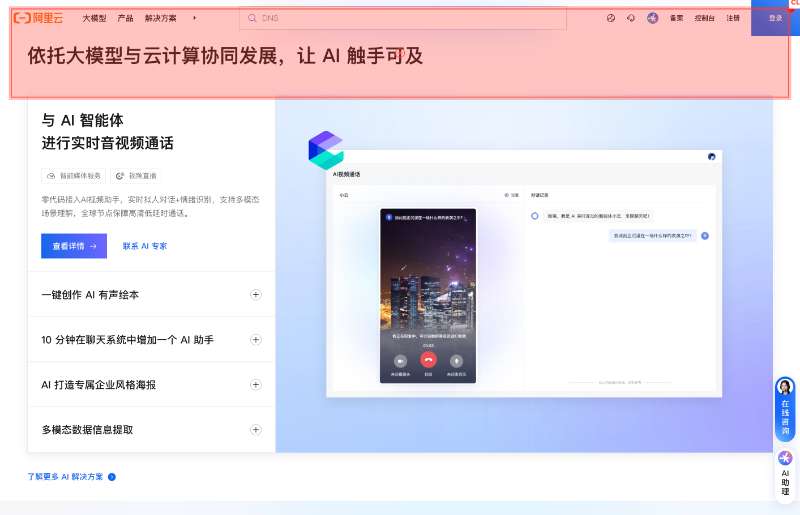 阿里云
大模型 产品 解决方案
DNS
备案 控制台 注册 登录
依托大模型与云计算协同发展，让 AI 触手可及
与 AI 智能体
进行实时音视频通话
智能媒体服务 视频直播
零代码接入AI视频助手，实时拟人对话+情绪识别，支持多模态
场景理解，全球节点保障高清低延时通话。
查看详情 → 联系 AI 专家
一键创作 AI 有声绘本
10 分钟在聊天系统中增加一个 AI 助手
AI 打造专属企业风格海报
多模态数据信息提取
了解更多 AI 解决方案
AI视频通话
小云
在线咨询
AI助理